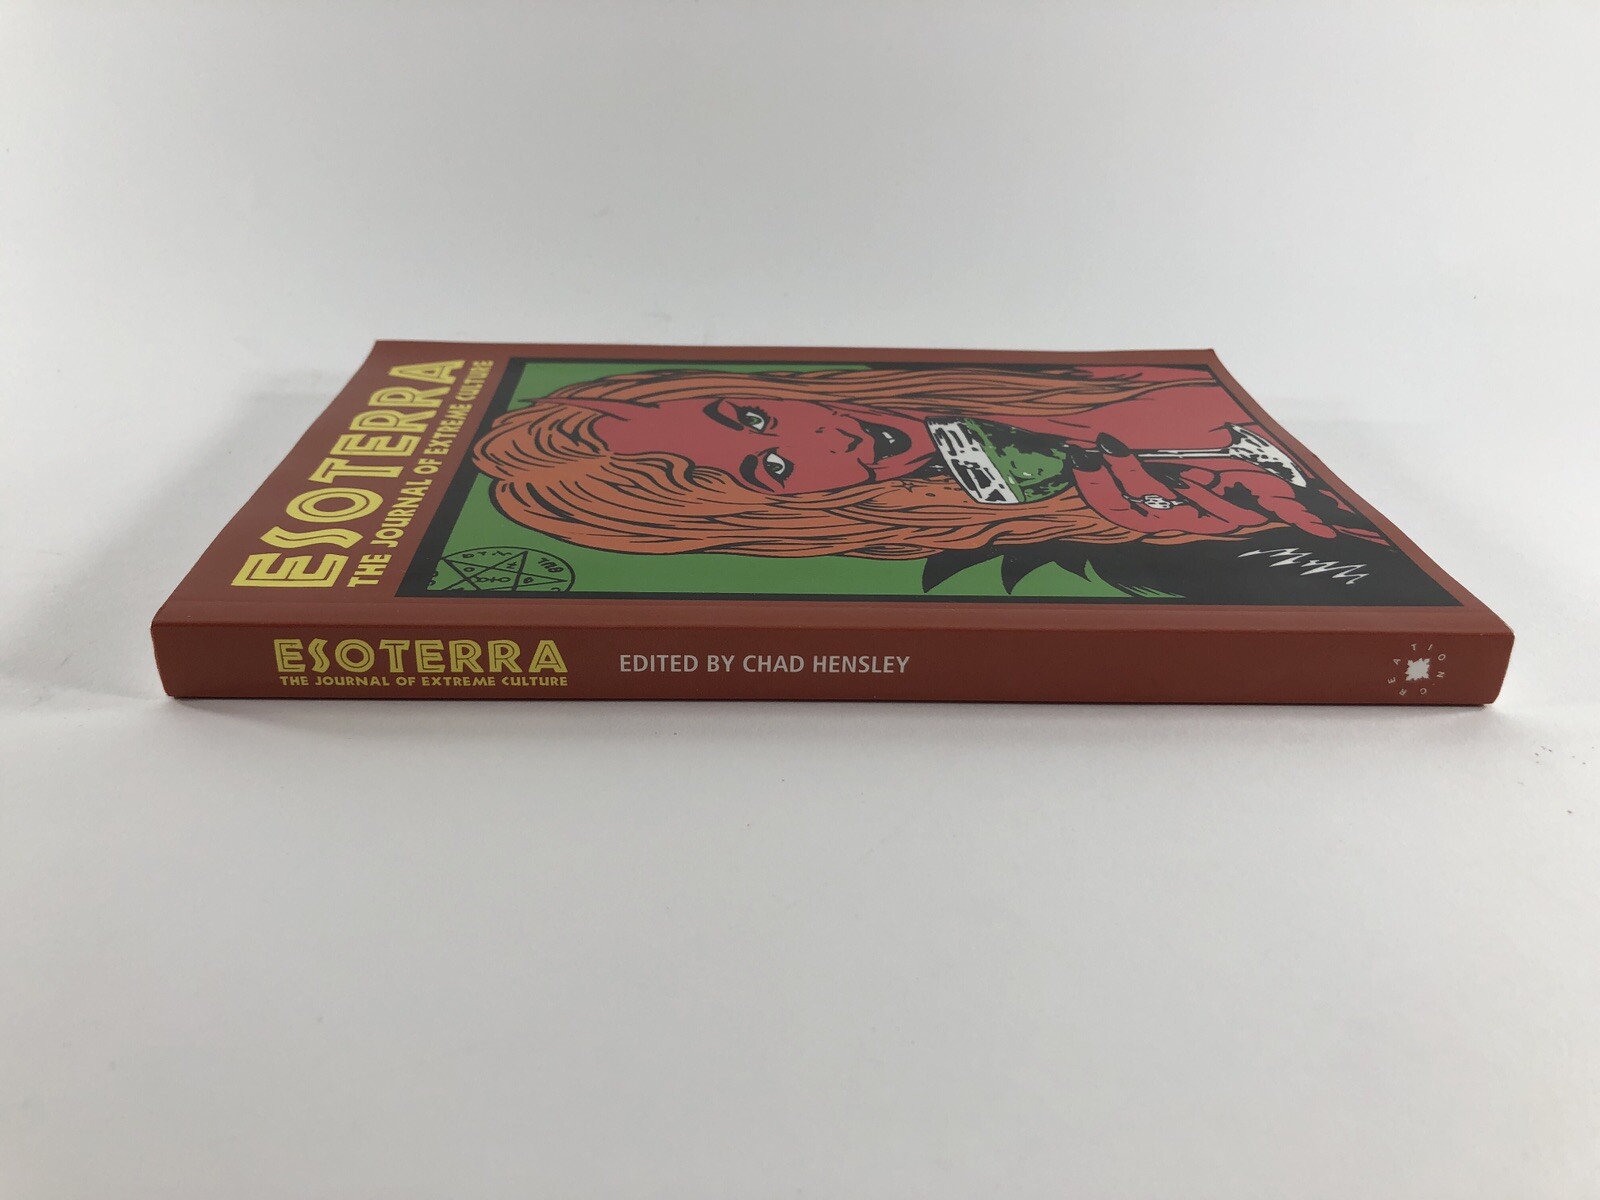 ESOTERRA
THE JOURNAL OF EXTREME CULTURE
ESOTERRA
THE JOURNAL OF EXTREME CULTURE
EDITED BY CHAD HENSLEY
CREATION